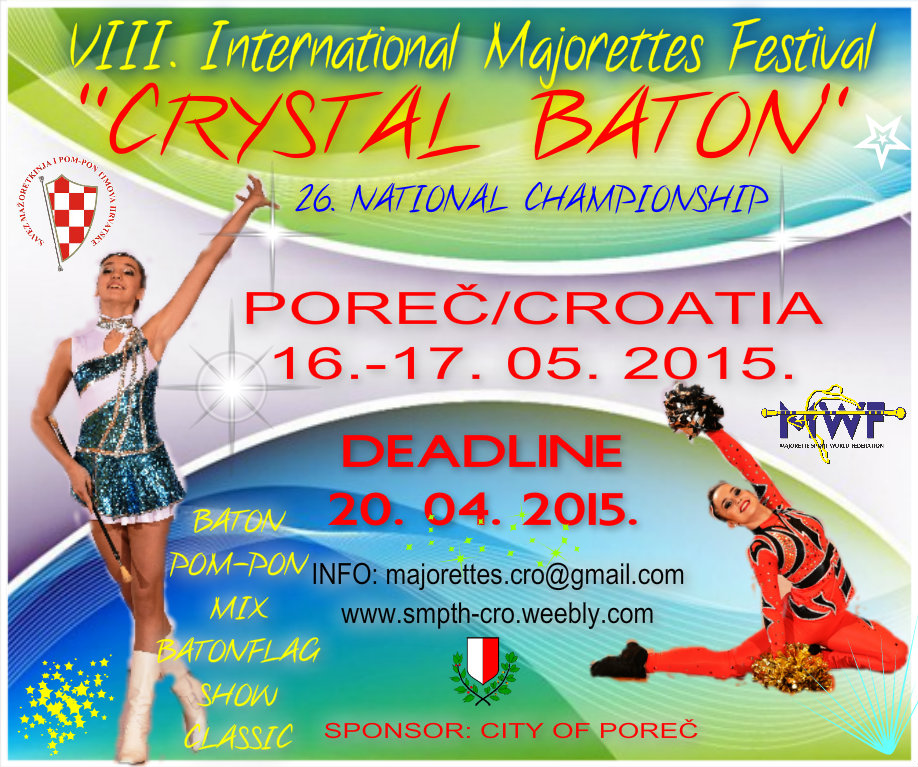 VIII. International Majorettes Festival
"CRYSTAL BATON"
26. NATIONAL CHAMPIONSHIP
SAVEZ MAŽORETKINJA I POM-PON TIMOVA HRVATSKE
POREČ/CROATIA
16.-17. 05. 2015.
MWF
MAJORETTE SPORT WORLD FEDERATION
DEADLINE
20. 04. 2015.
INFO: majorettes.cro@gmail.com
www.smpth-cro.weebly.com
BATON
POM-PON
MIX
BATONFLAG
SHOW
CLASSIC
SPONSOR: CITY OF POREČ